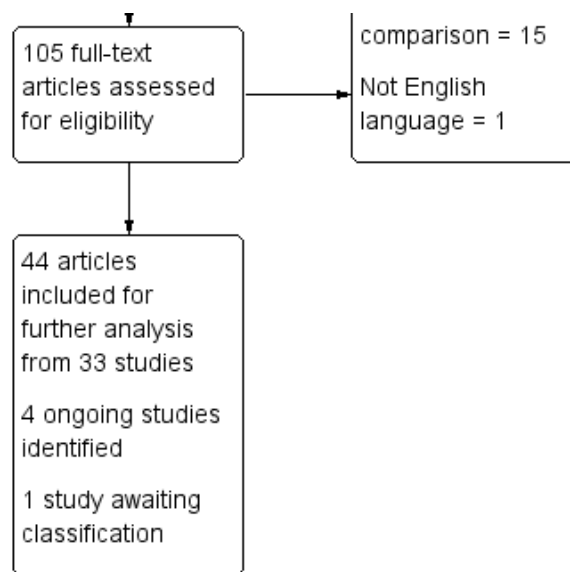 105 full-text
articles assessed
for eligibility
comparison = 15
Not English
language = 1
44 articles
included for
further analysis
from 33 studies
4 ongoing studies
identified
1 study awaiting
classification